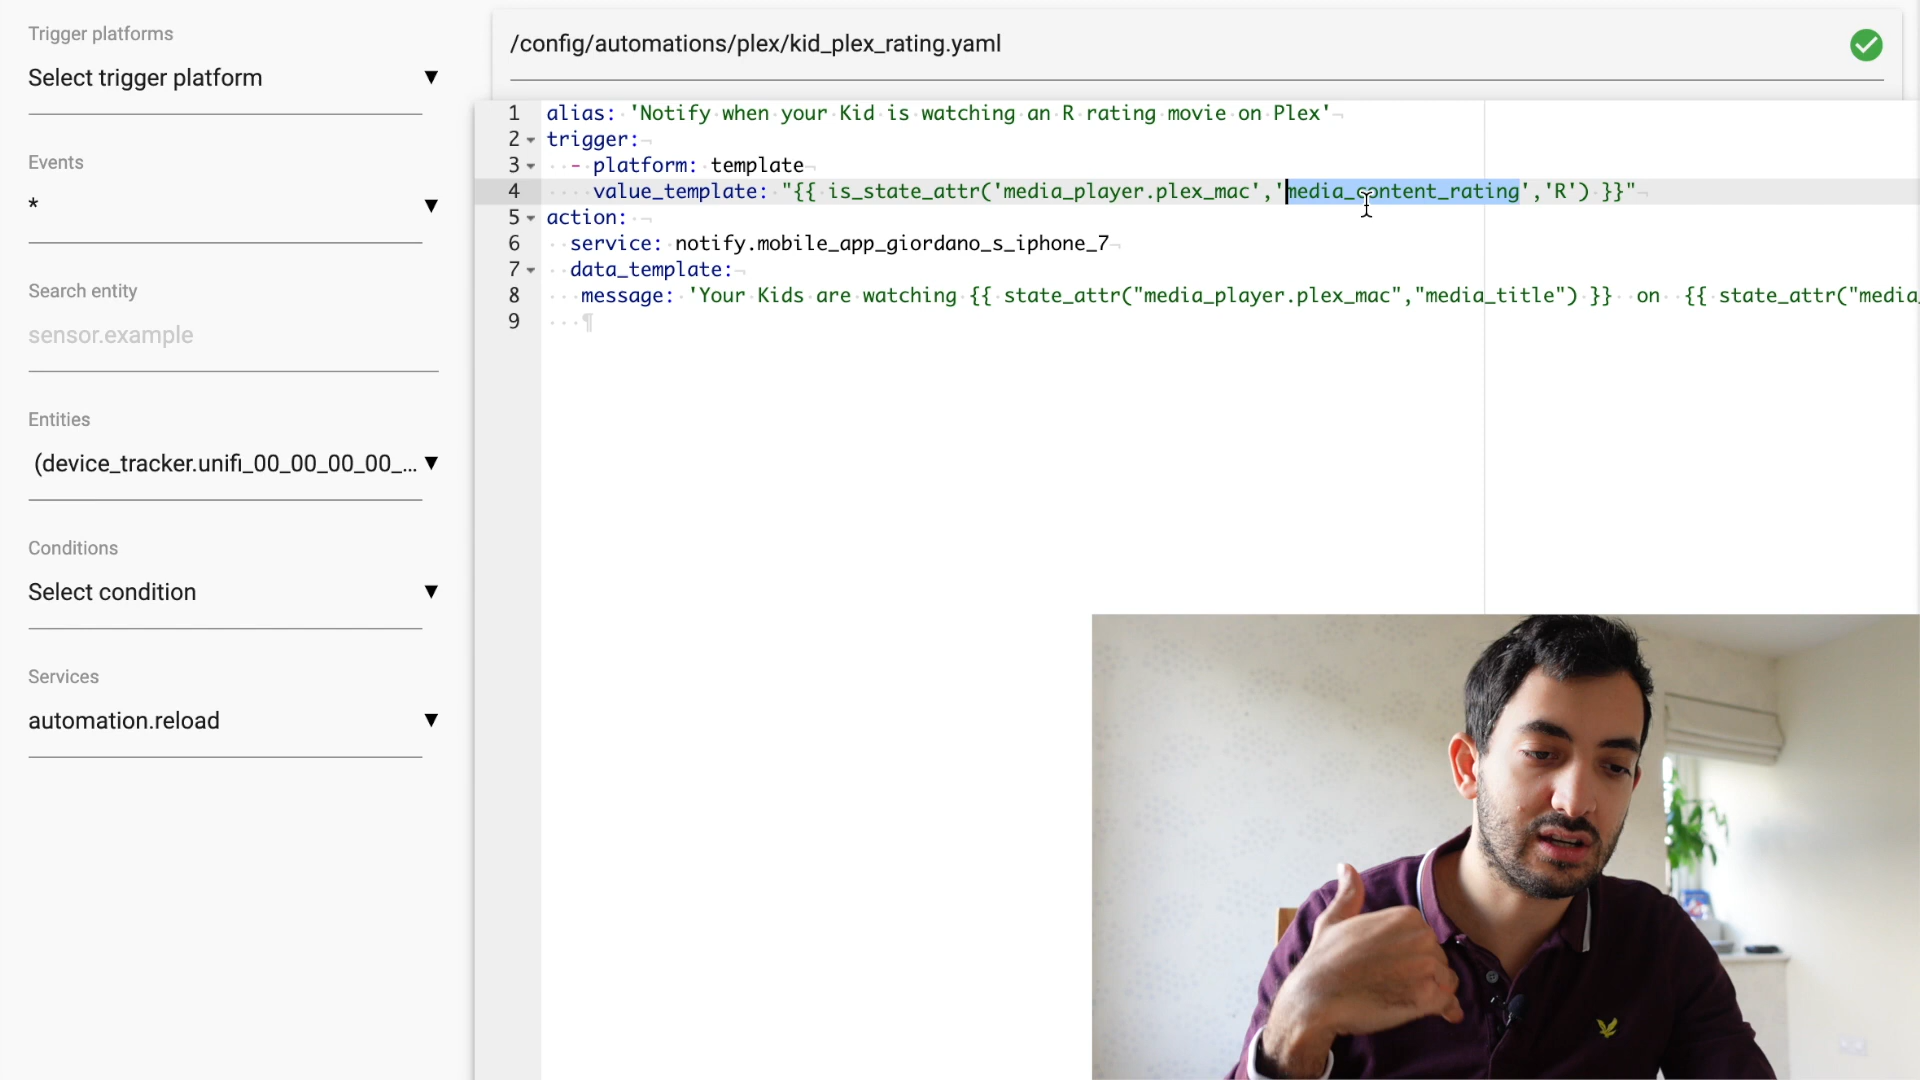 Trigger platforms
Select trigger platform
Events
*
Search entity
sensor.example
Entities
(device_tracker.unifi_00_00_00_00_...
Conditions
Select condition
Services
automation.reload
/config/automations/plex/kid_plex_rating.yaml
1 alias: 'Notify when your Kid is watching an R rating movie on Plex'
2 trigger:
3 - platform: template
4 value_template: "{{ is_state_attr('media_player.plex_mac','media_content_rating','R') }}"
5 action:
6 service: notify.mobile_app_giordano_s_iphone_7
7 data_template:
8 message: 'Your Kids are watching {{ state_attr("media_player.plex_mac","media_title") }}  on  {{ state_attr("media
9